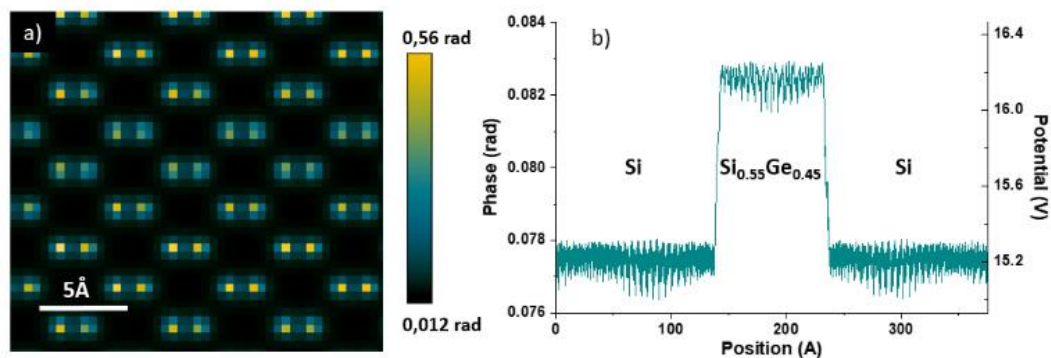 a)
0,56 rad
0,012 rad
5Å
b)
0.084
0.082
0.080
0.078
0.076
Phase (rad)
16.4
16.0
15.6
15.2
Potential (V)
Si
Si0.55Ge0.45
Si
0
100
200
300
Position (A)